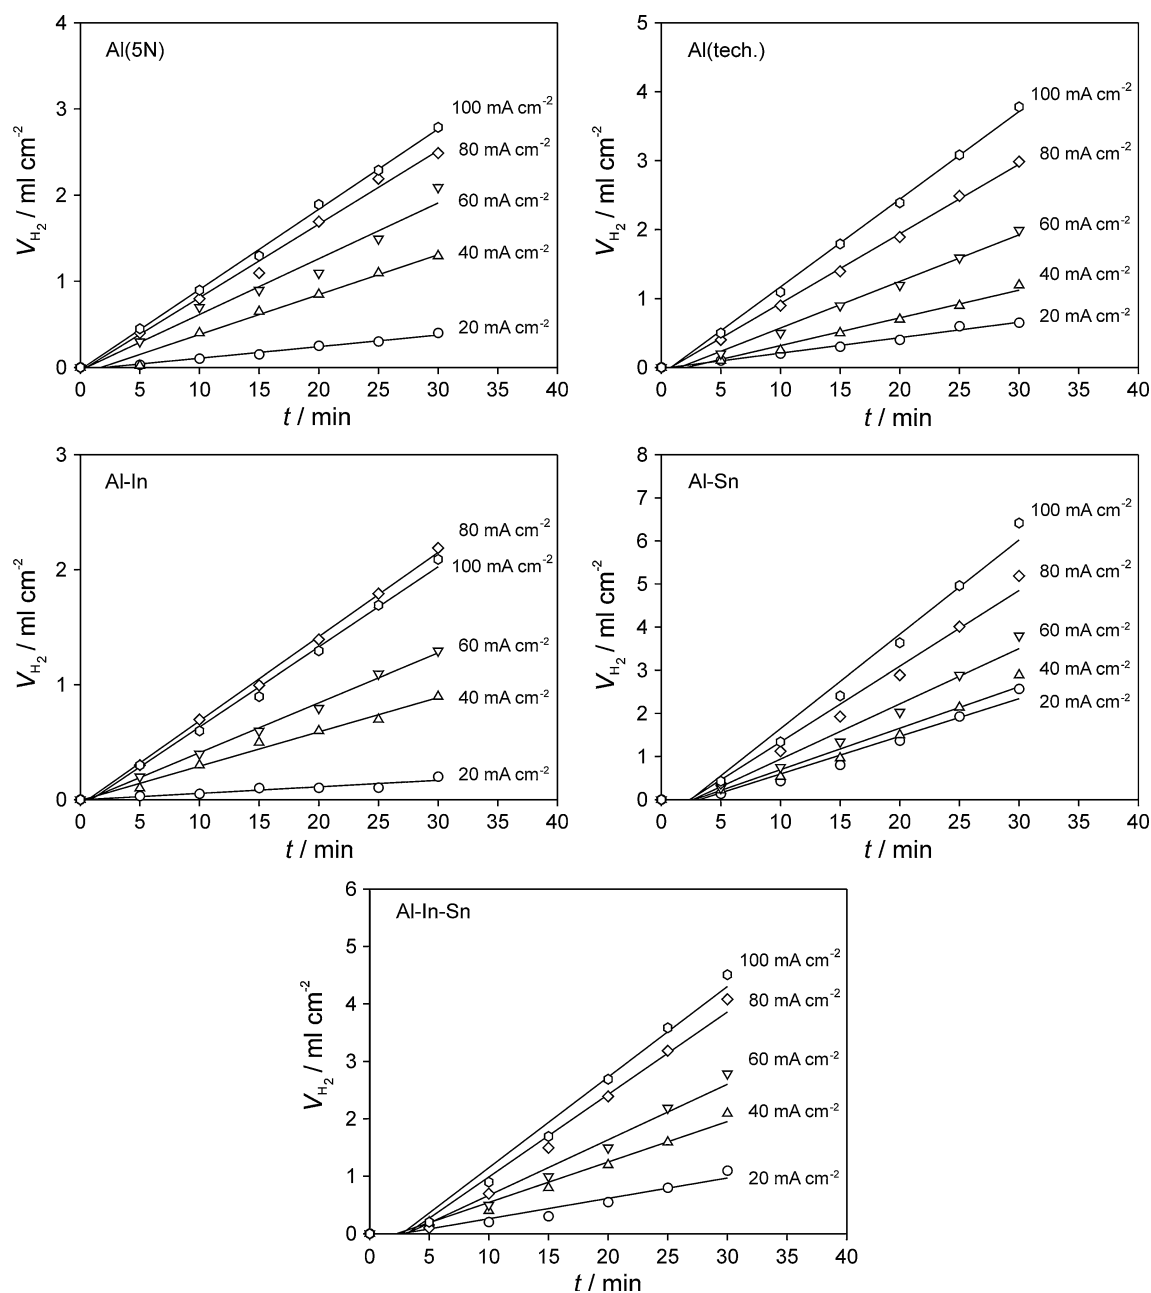 Al(5N)
V_H2 / ml cm-2
4
3
2
1
0
100 mA cm-2
80 mA cm-2
60 mA cm-2
40 mA cm-2
20 mA cm-2
0 5 10 15 20 25 30 35 40
t / min
Al(tech.)
V_H2 / ml cm-2
5
4
3
2
1
0
100 mA cm-2
80 mA cm-2
60 mA cm-2
40 mA cm-2
20 mA cm-2
0 5 10 15 20 25 30 35 40
t / min
Al-In
V_H2 / ml cm-2
3
2
1
0
80 mA cm-2
100 mA cm-2
60 mA cm-2
40 mA cm-2
20 mA cm-2
0 5 10 15 20 25 30 35 40
t / min
Al-Sn
V_H2 / ml cm-2
8
7
6
5
4
3
2
1
0
100 mA cm-2
80 mA cm-2
60 mA cm-2
40 mA cm-2
20 mA cm-2
0 5 10 15 20 25 30 35 40
t / min
Al-In-Sn
V_H2 / ml cm-2
6
5
4
3
2
1
0
100 mA cm-2
80 mA cm-2
60 mA cm-2
40 mA cm-2
20 mA cm-2
0 5 10 15 20 25 30 35 40
t / min